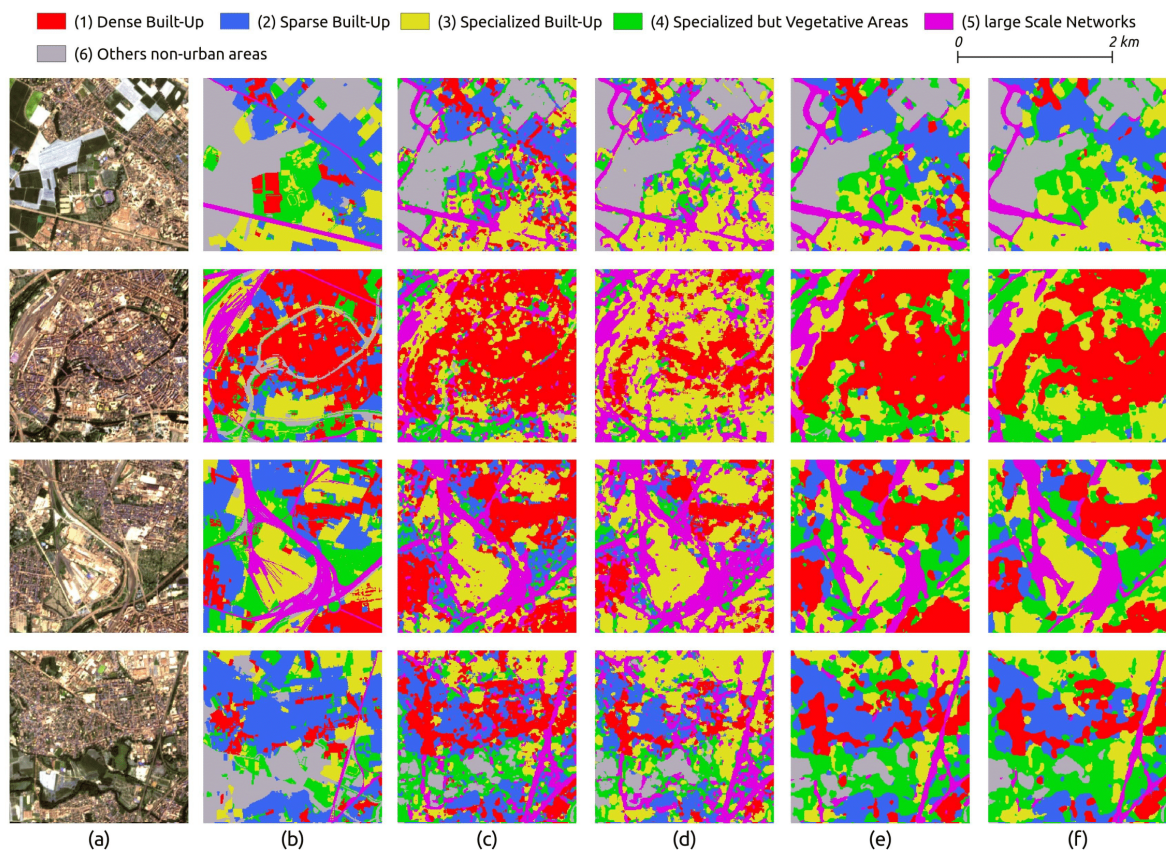 (1) Dense Built-Up (2) Sparse Built-Up (3) Specialized Built-Up (4) Specialized but Vegetative Areas (5) large Scale Networks
(6) Others non-urban areas
0 2 km
(a) (b) (c) (d) (e) (f)